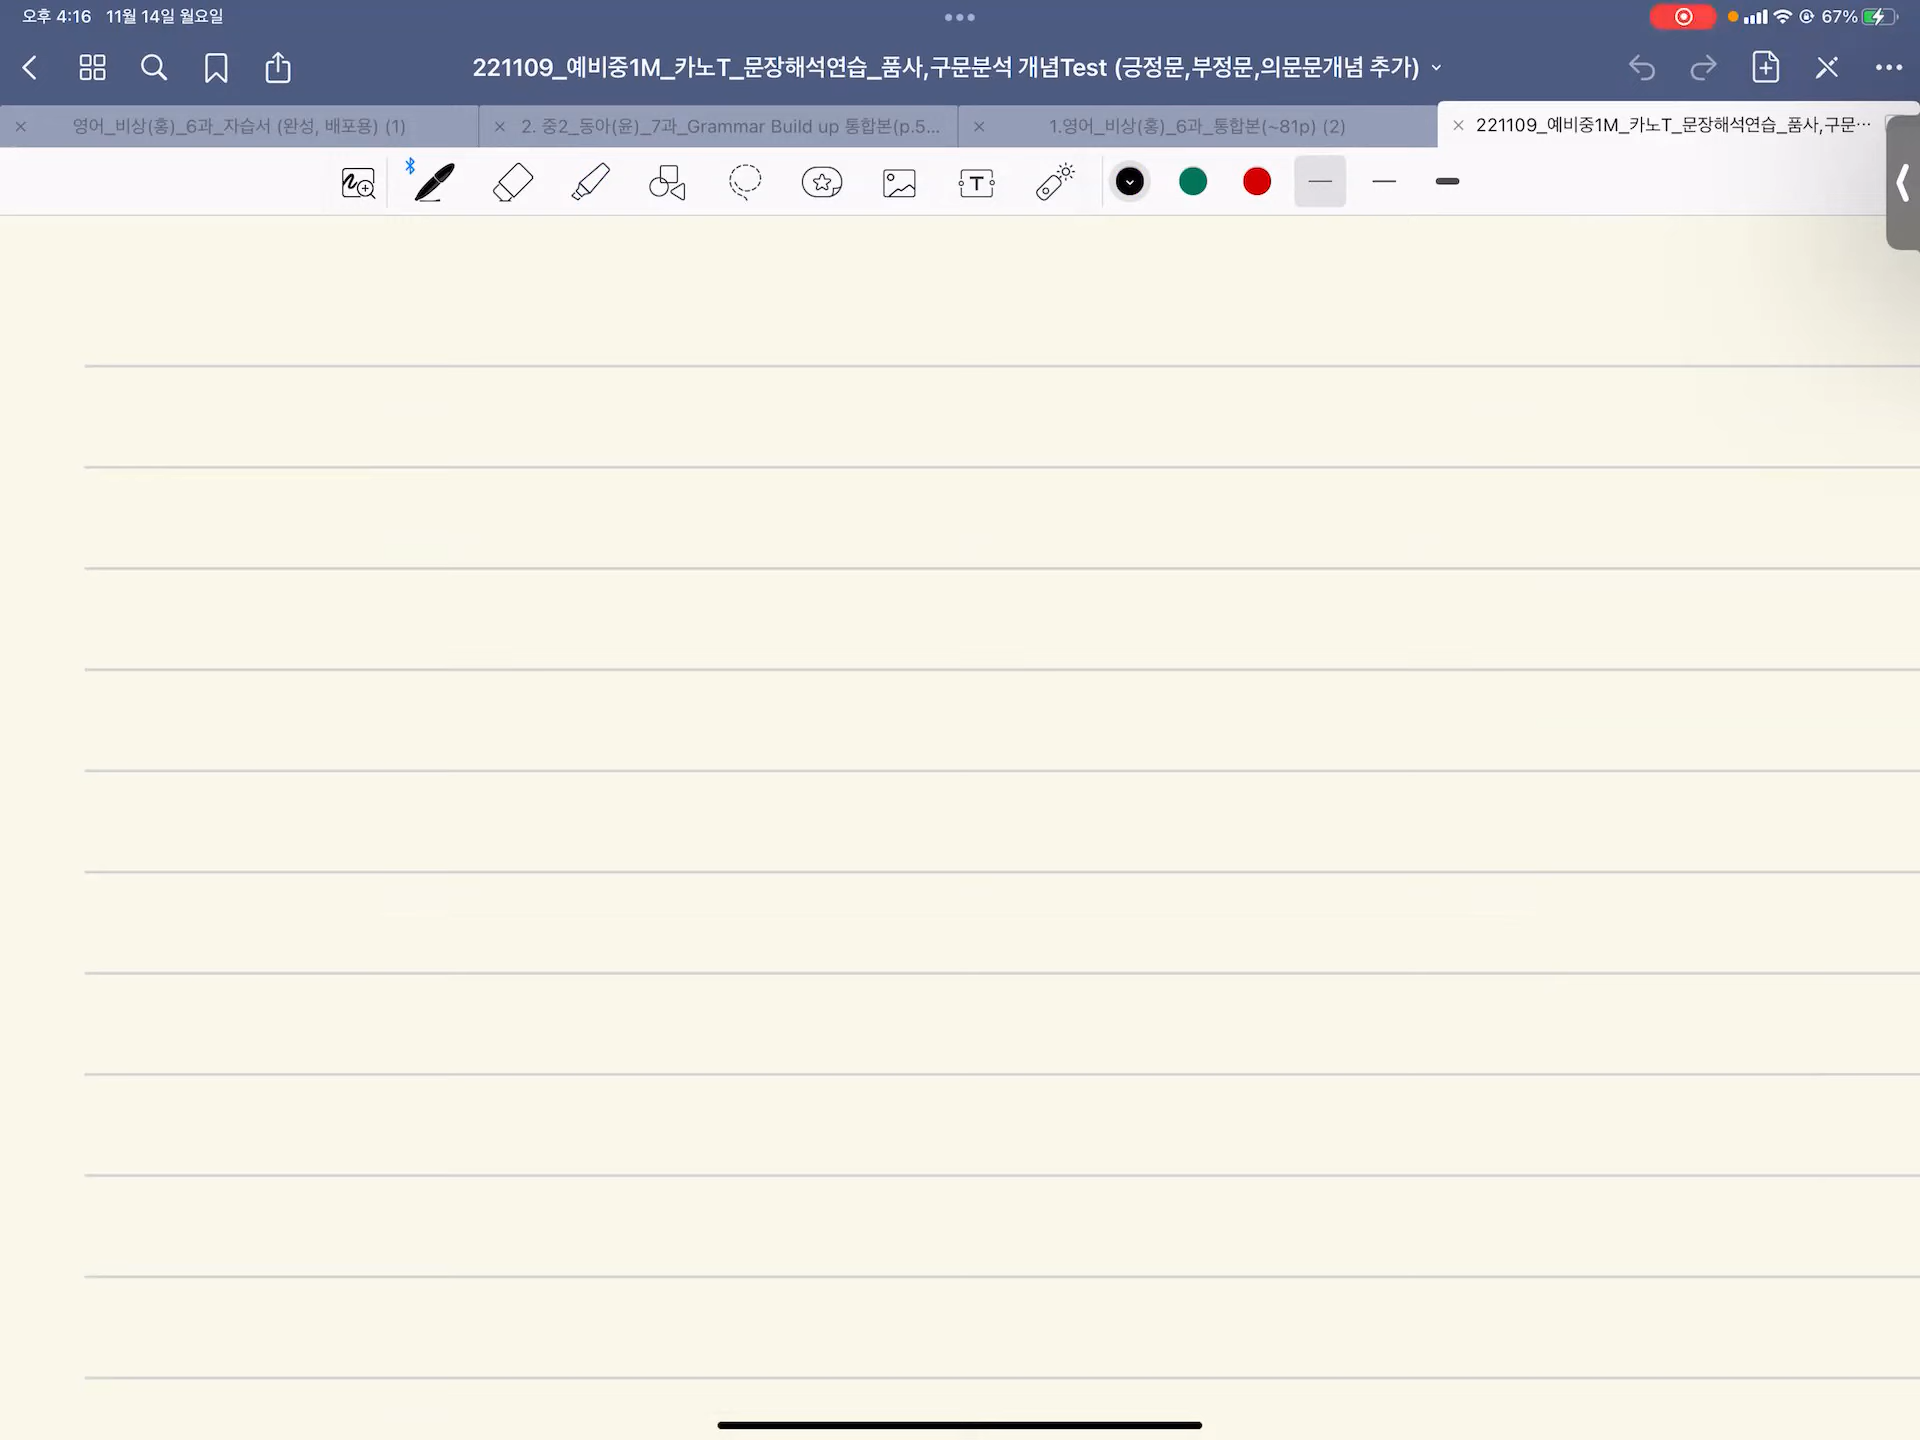 오후 4:16 11월 14일 월요일
67%
221109_예비중1M_카노T_문장해석연습_품사,구문분석 개념Test (긍정문,부정문,의문문개념 추가)
영어_비상(홍)_6과_자습서 (완성, 배포용) (1)
2. 중2_동아(윤)_7과_Grammar Build up 통합본(p.5...
1.영어_비상(홍)_6과_통합본(~81p) (2)
221109_예비중1M_카노T_문장해석연습_품사,구문...
T